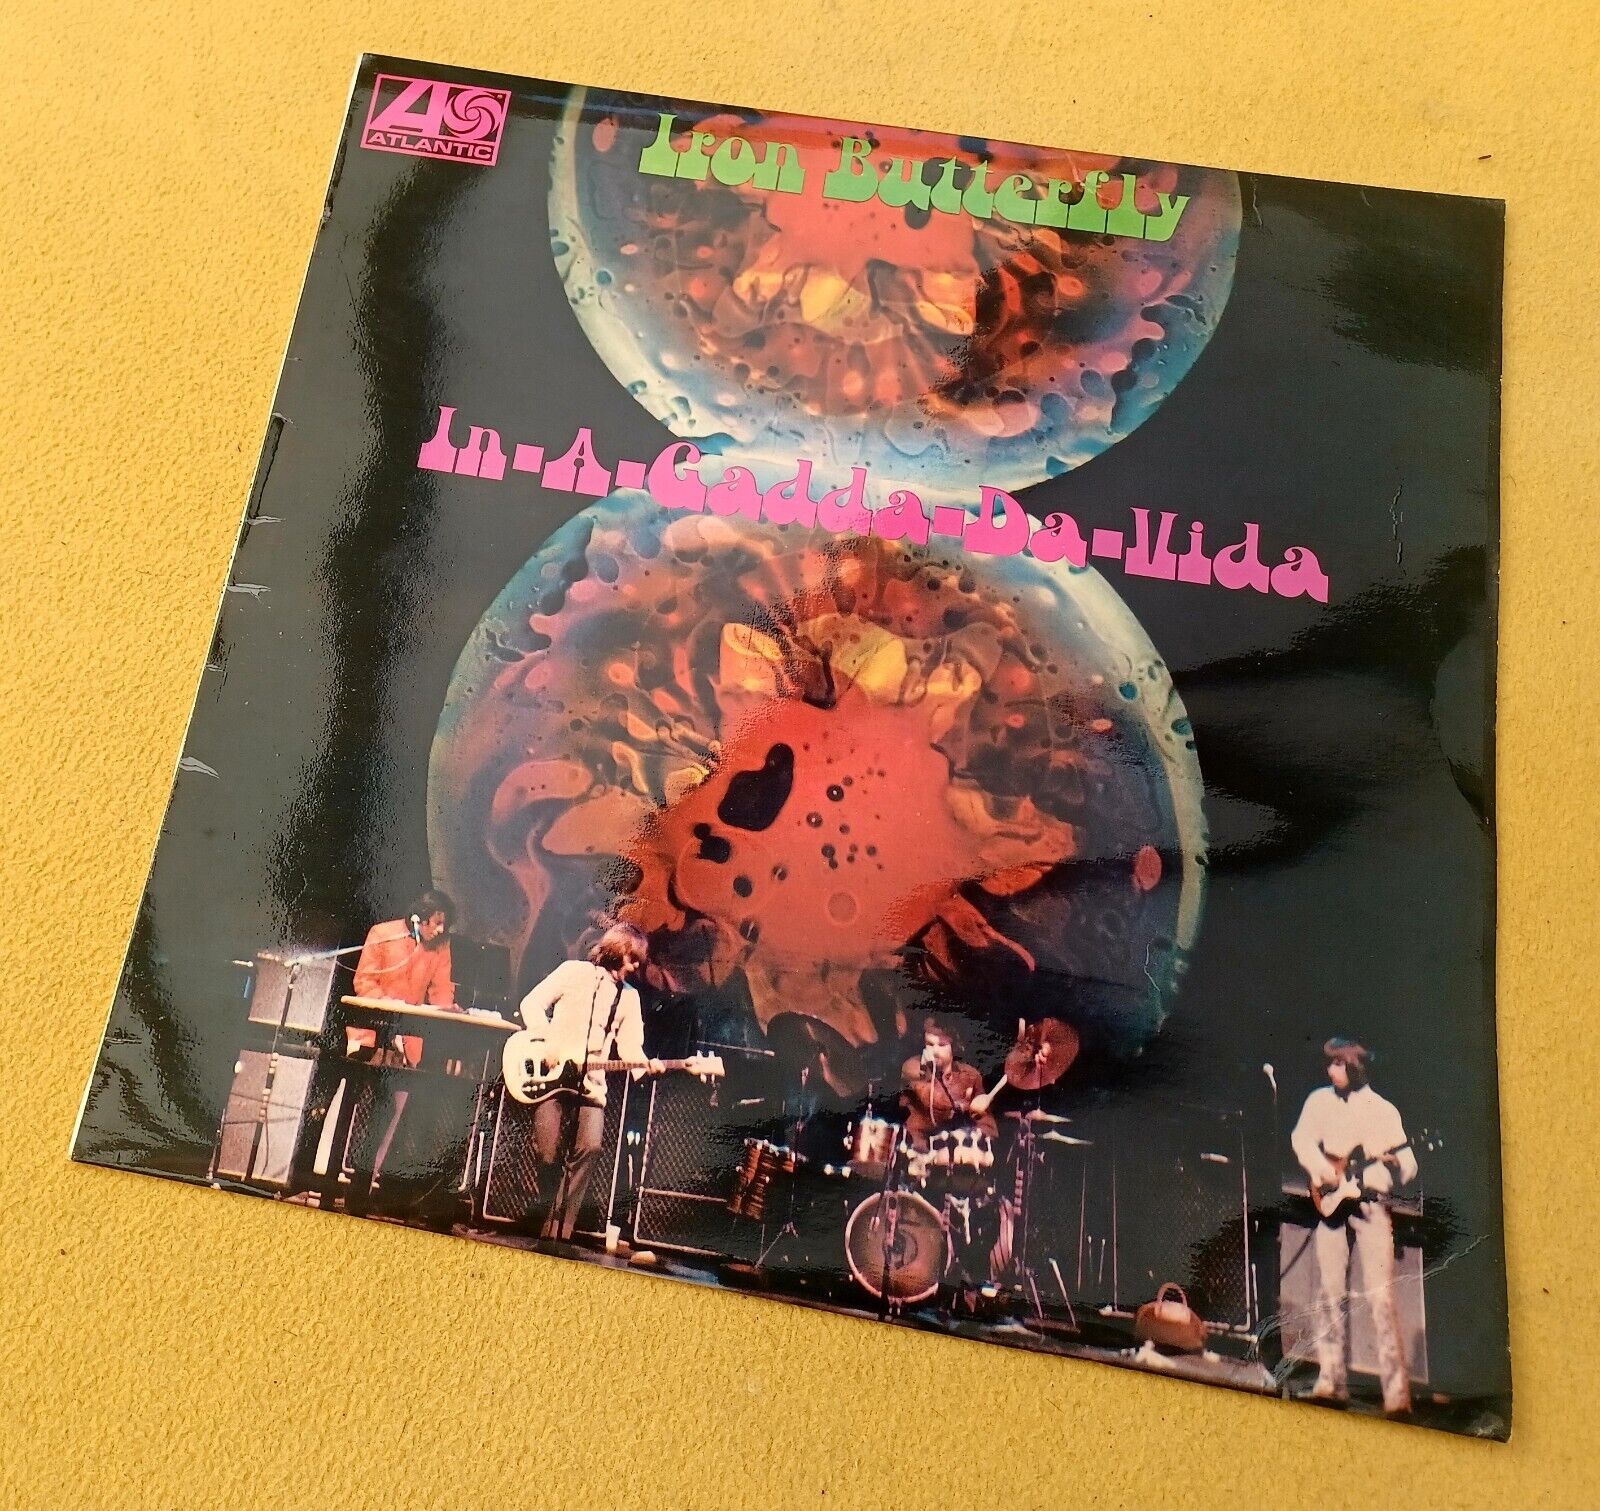 ATLANTIC
Iron Butterfly
In-A-Gadda-Da-Vida